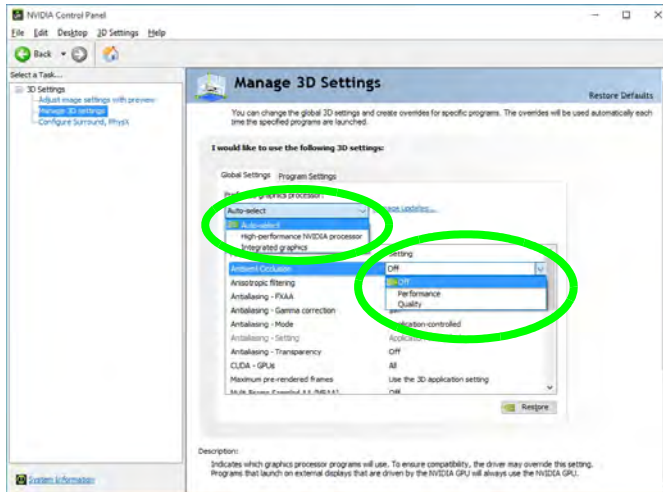 NVIDIA Control Panel
File Edit Desktop 3D Settings Help
Back
Select a Task...
3D Settings
Adjust image settings with preview
Manage 3D settings
Configure Surround, PhysX
System Information
Manage 3D Settings
Restore Defaults
You can change the global 3D settings and create overrides for specific programs. The overrides will be used automatically each
time the specified programs are launched.
I would like to use the following 3D settings:
Global Settings Program Settings
graphics processor:
Auto-select
Auto-select
High-performance NVIDIA processor
Integrated graphics
Setting
Ambient Occlusion Off
Off
Performance
Quality
Anisotropic filtering
Antialiasing - FXAA
Antialiasing - Gamma correction
Antialiasing - Mode Application-controlled
Antialiasing - Setting
Antialiasing - Transparency Off
CUDA - GPUs All
Maximum pre-rendered frames Use the 3D application setting
Restore
Description:
Indicates which graphics processor programs will use. To ensure compatibility, the driver may override this setting.
Programs that launch on external displays that are driven by the NVIDIA GPU will always use the NVIDIA GPU.